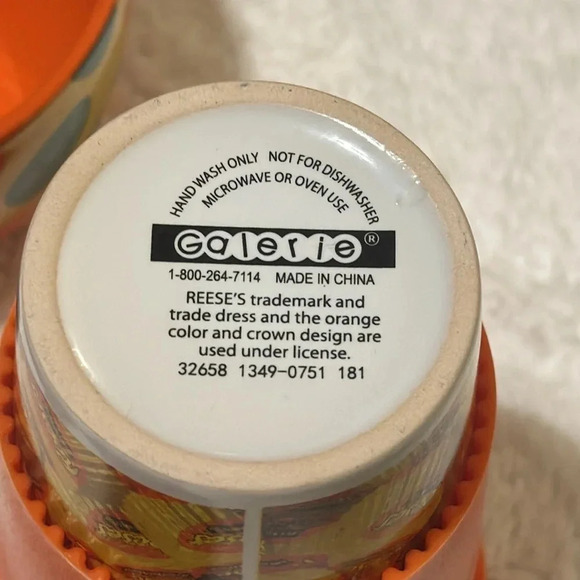 HAND WASH ONLY NOT FOR DISHWASHER
MICROWAVE OR OVEN USE
Galerie®
1-800-264-7114 MADE IN CHINA
REESE'S trademark and
trade dress and the orange
color and crown design are
used under license.
32658 1349-0751 181